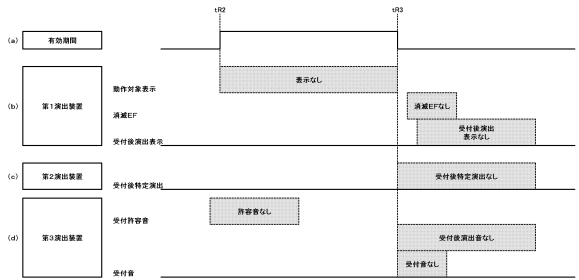 tR2 tR3
(a) 有効期間
(b) 第1演出装置
動作対象表示
表示なし
消滅EF
消滅EFなし
受付後演出表示
受付後演出
表示なし
(c) 第2演出装置
受付後特定演出
受付後特定演出なし
(d) 第3演出装置
受付許容音
許容音なし
受付後演出音なし
受付音
受付音なし